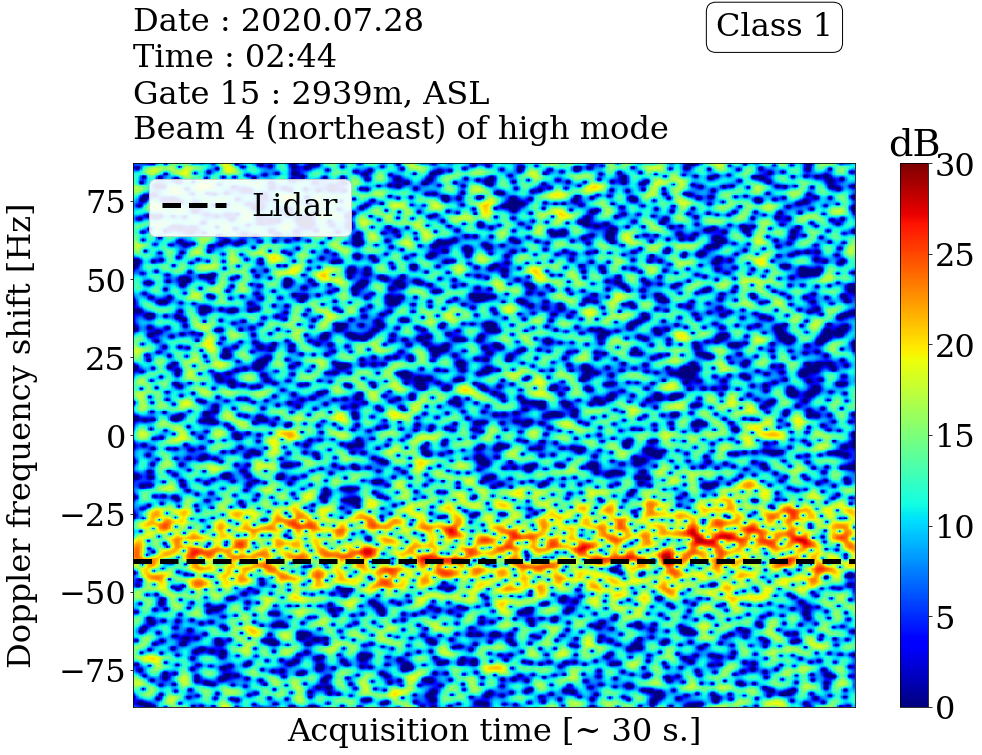 Date : 2020.07.28
Time : 02:44
Gate 15 : 2939m, ASL
Beam 4 (northeast) of high mode
Class 1
dB
Lidar
Doppler frequency shift [Hz]
75
50
25
0
−25
−50
−75
30
25
20
15
10
5
0
Acquisition time [~ 30 s.]